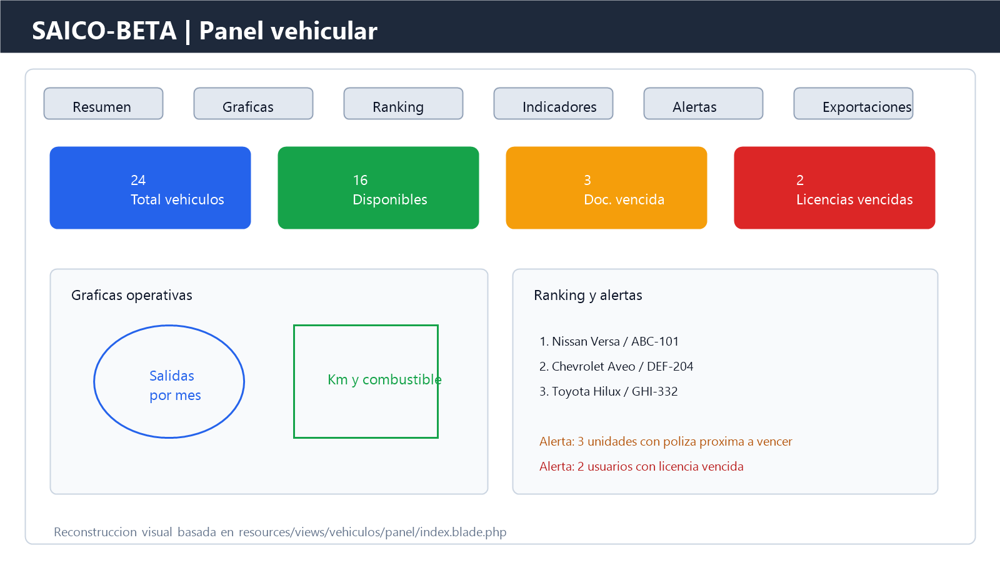 SAICO-BETA | Panel vehicular
Resumen
Graficas
Ranking
Indicadores
Alertas
Exportaciones
24
Total vehiculos
16
Disponibles
3
Doc. vencida
2
Licencias vencidas
Graficas operativas
Salidas
por mes
Km y combustible
Ranking y alertas
1. Nissan Versa / ABC-101
2. Chevrolet Aveo / DEF-204
3. Toyota Hilux / GHI-332
Alerta: 3 unidades con poliza proxima a vencer
Alerta: 2 usuarios con licencia vencida
Reconstruccion visual basada en resources/views/vehiculos/panel/index.blade.php